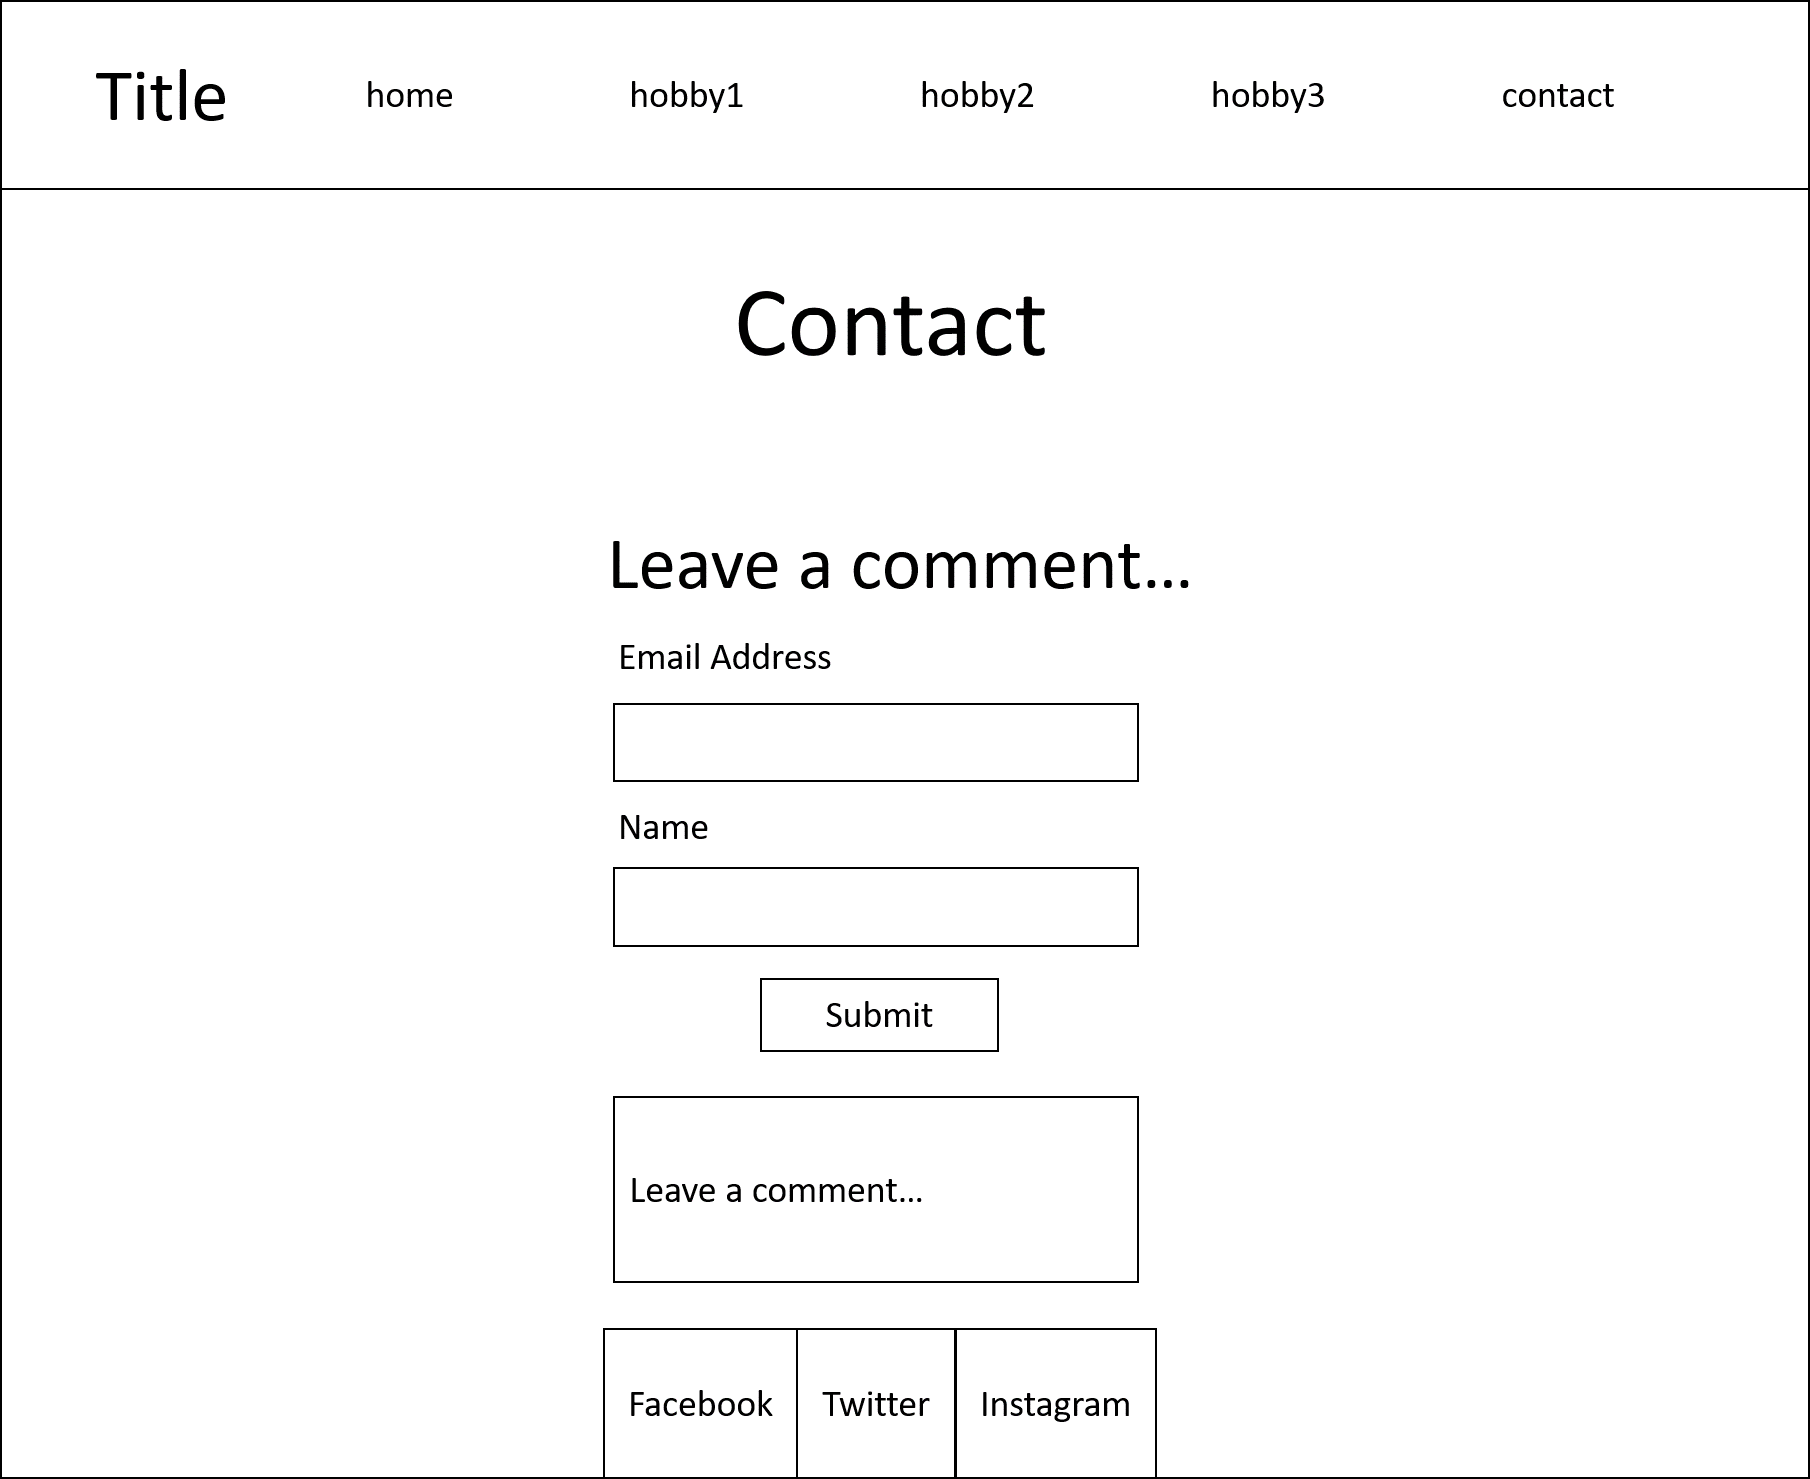 Title home hobby1 hobby2 hobby3 contact
Contact
Leave a comment...
Email Address
Name
Submit
Leave a comment...
Facebook Twitter Instagram